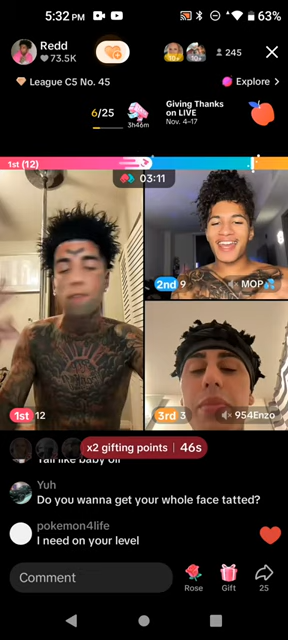 5:32 PM
63%
Redd
73.5K
10+
10+
245
League C5 No. 45
Explore >
6/25
3h46m
Giving Thanks
on LIVE
Nov. 4-17
1st (12)
03:11
2nd 9
MOP💦
1st 12
3rd 3
954Enzo
x2 gifting points | 46s
Yuh
Do you wanna get your whole face tatted?
pokemon4life
I need on your level
Comment
Rose
Gift
25